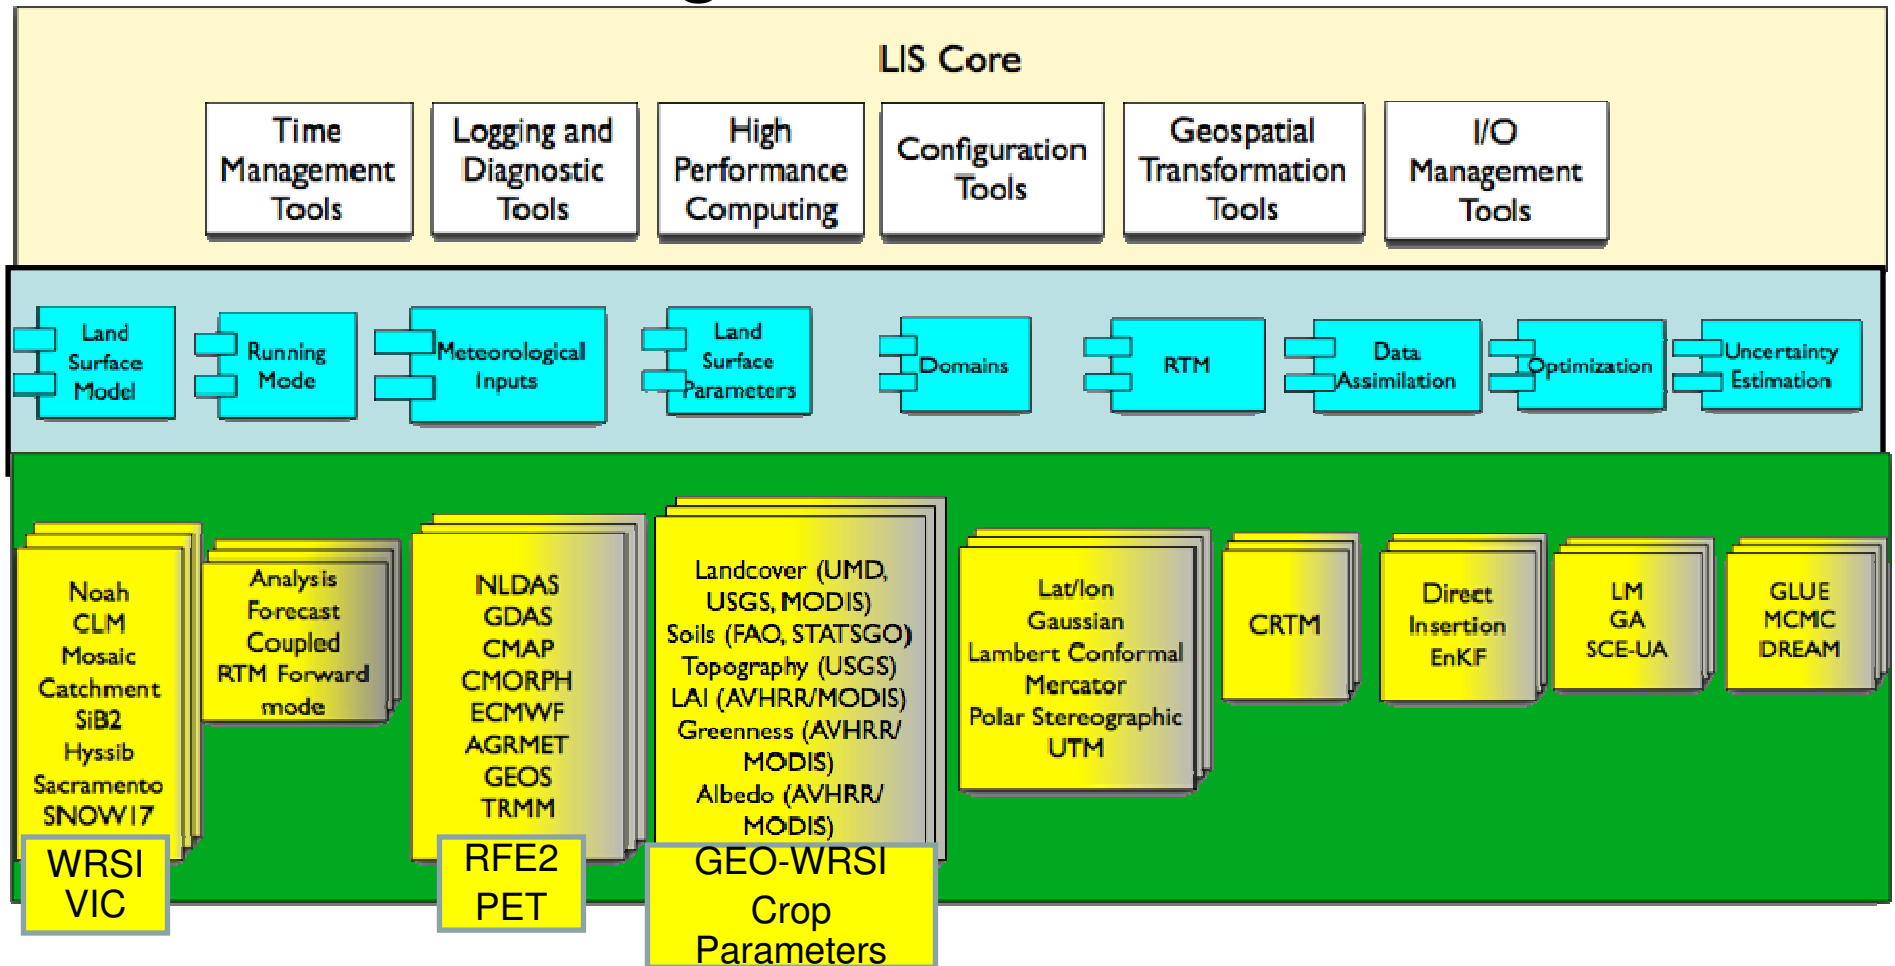 LIS Core
Time
Management
Tools
Logging and
Diagnostic
Tools
High
Performance
Computing
Configuration
Tools
Geospatial
Transformation
Tools
I/O
Management
Tools
Land
Surface
Model
Running
Mode
Meteorological
Inputs
Land
Surface
Parameters
Domains
RTM
Data
Assimilation
Optimization
Uncertainty
Estimation
Noah
CLM
Mosaic
Catchment
SiB2
Hyssib
Sacramento
SNOW17
WRSI
VIC
Analysis
Forecast
Coupled
RTM Forward
mode
NLDAS
GDAS
CMAP
CMORPH
ECMWF
AGRMET
GEOS
TRMM
RFE2
PET
Landcover (UMD,
USGS, MODIS)
Soils (FAO, STATSGO)
Topography (USGS)
LAI (AVHRR/MODIS)
Greenness (AVHRR/
MODIS)
Albedo (AVHRR/
MODIS)
GEO-WRSI
Crop
Parameters
Lat/lon
Gaussian
Lambert Conformal
Mercator
Polar Stereographic
UTM
CRTM
Direct
Insertion
EnKF
LM
GA
SCE-UA
GLUE
MCMC
DREAM